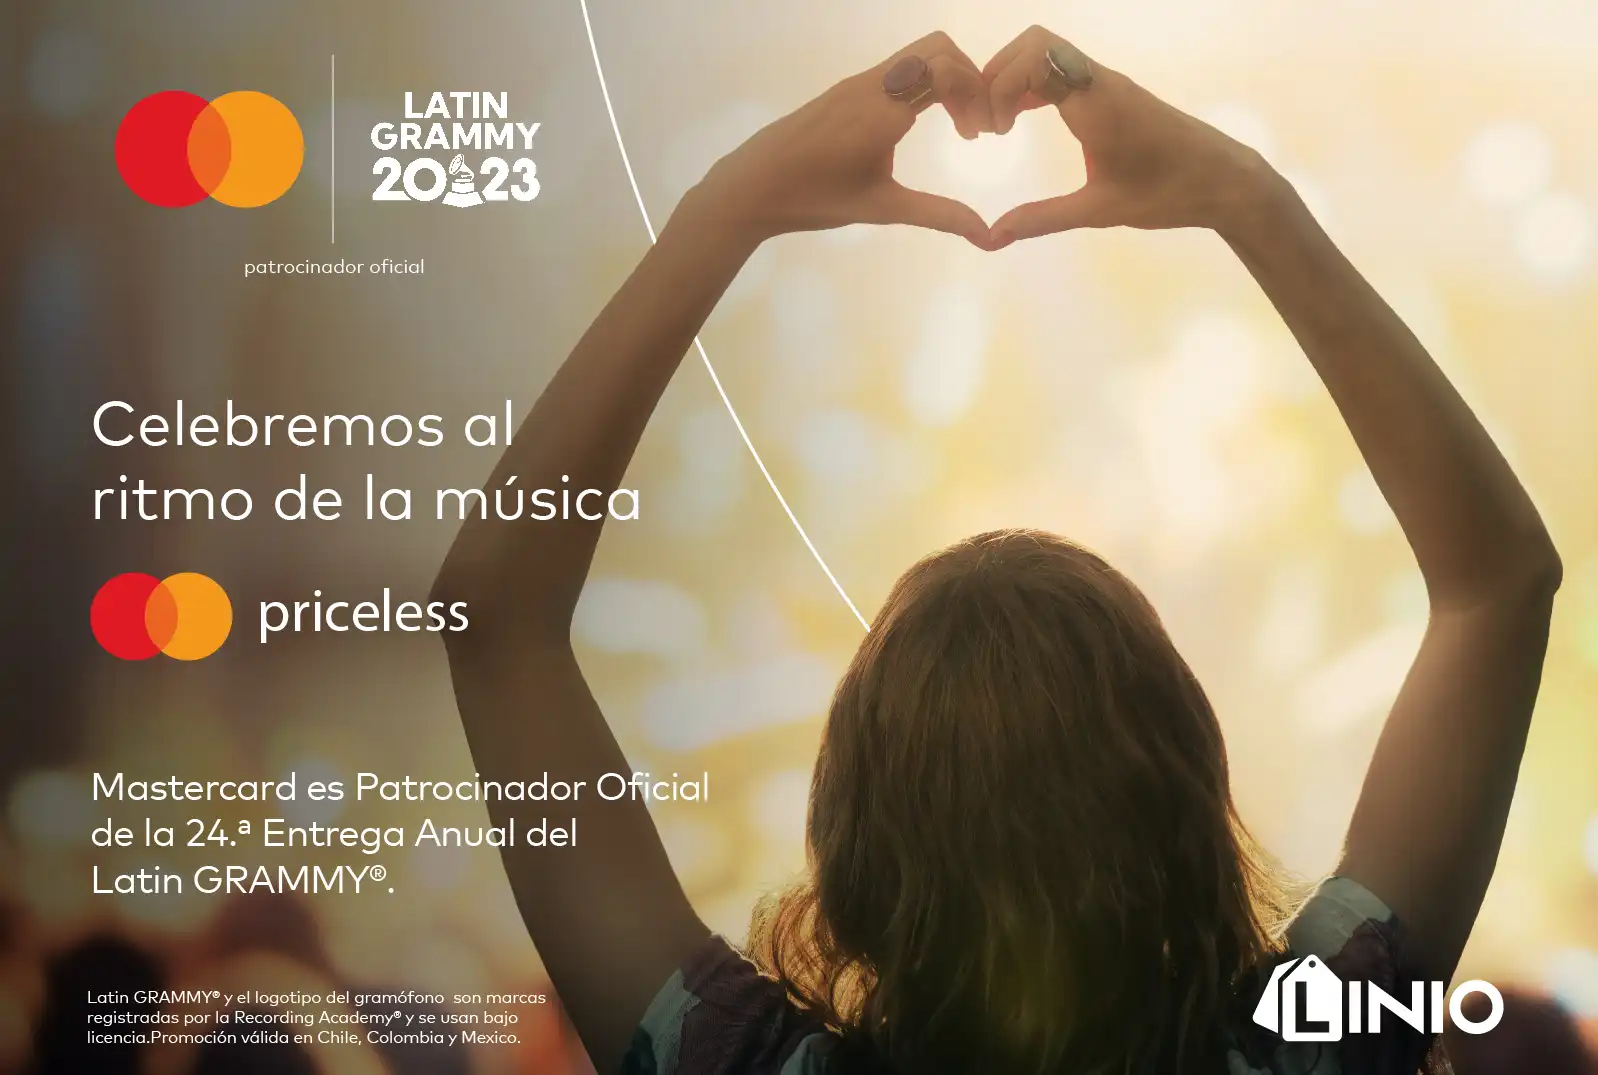 LATIN
GRAMMY
2023
patrocinador oficial
Celebremos al
ritmo de la música
priceless
Mastercard es Patrocinador Oficial
de la 24.ª Entrega Anual del
Latin GRAMMY®.
Latin GRAMMY® y el logotipo del gramófono  son marcas
registradas por la Recording Academy® y se usan bajo
licencia.Promoción válida en Chile, Colombia y Mexico.
LINIO